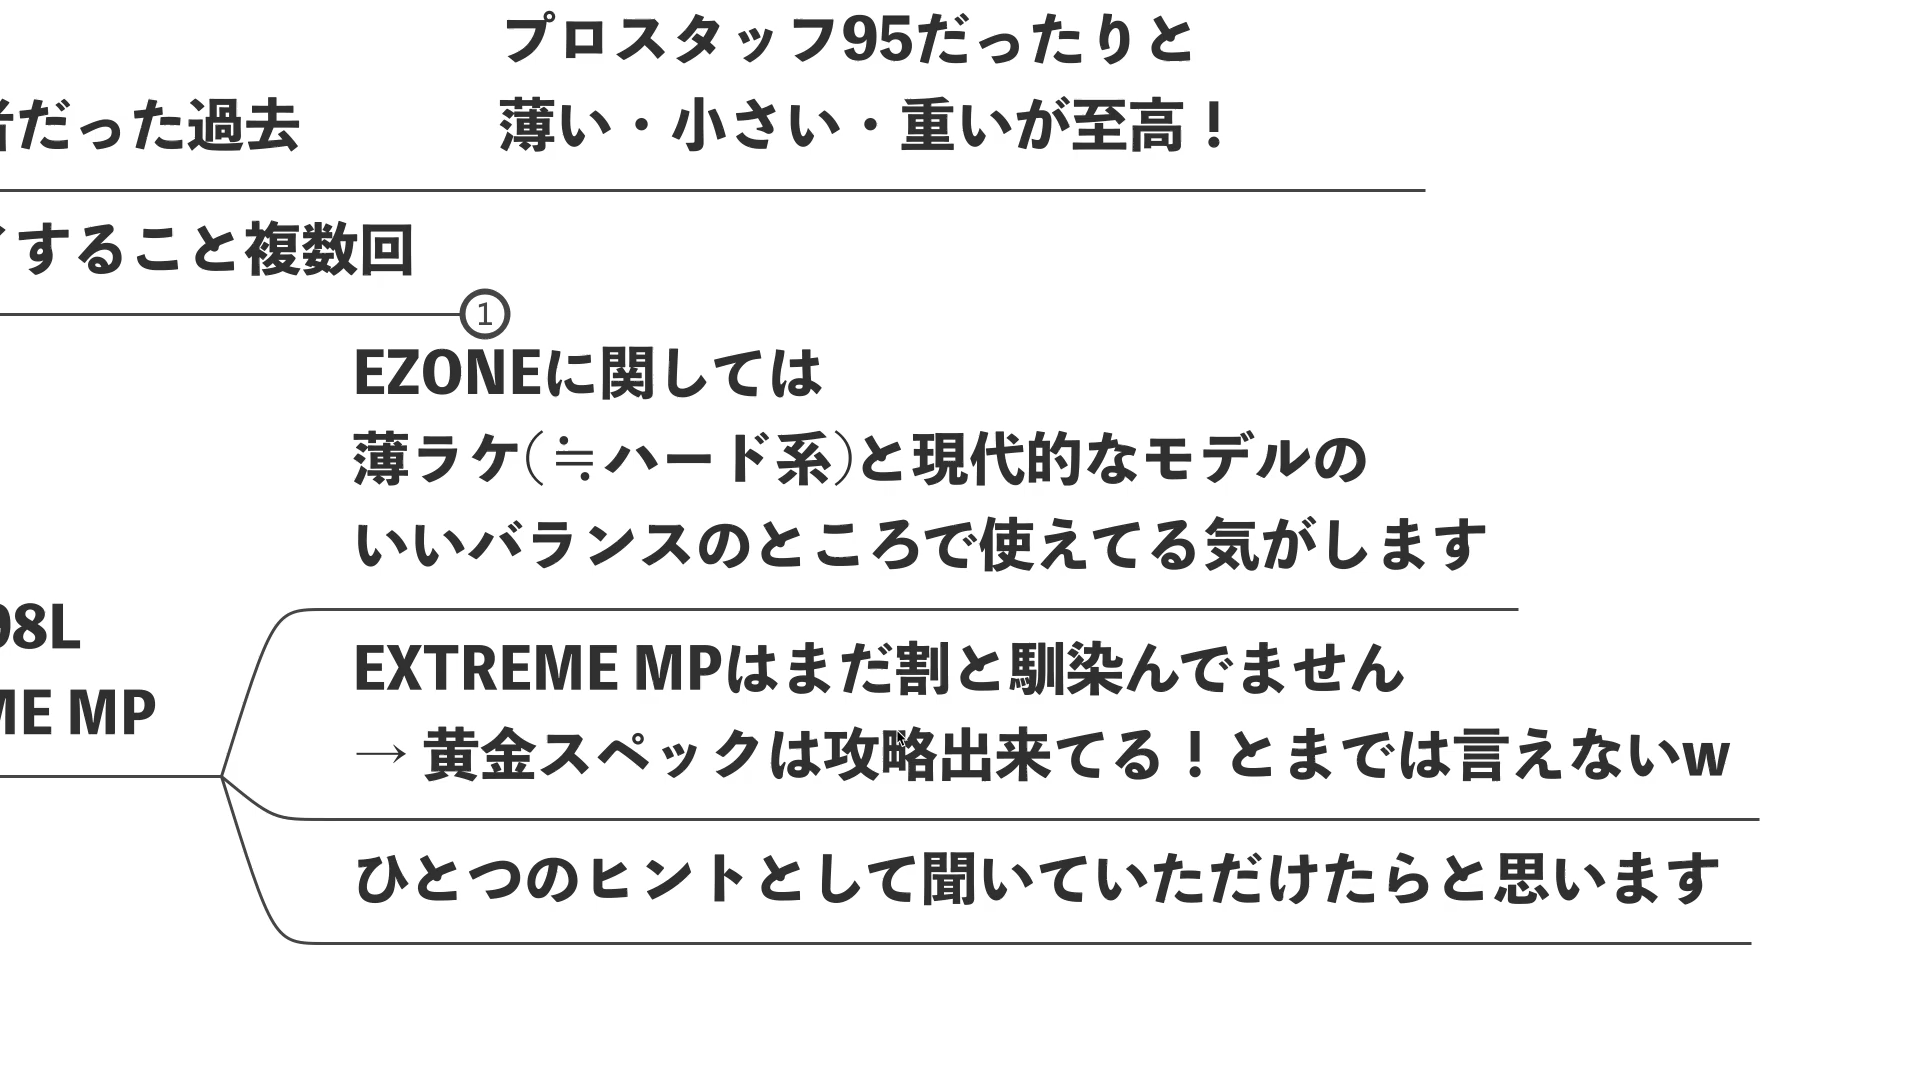 プロスタッフ95だったりと
者だった過去
薄い・小さい・重いが至高！
すること複数回
1
EZONEに関しては
薄ラケ(≒ハード系)と現代的なモデルの
いいバランスのところで使えてる気がします
98L
ME MP
EXTREME MPはまだ割と馴染んでません
→ 黄金スペックは攻略出来てる！とまでは言えないw
ひとつのヒントとして聞いていただけたらと思います